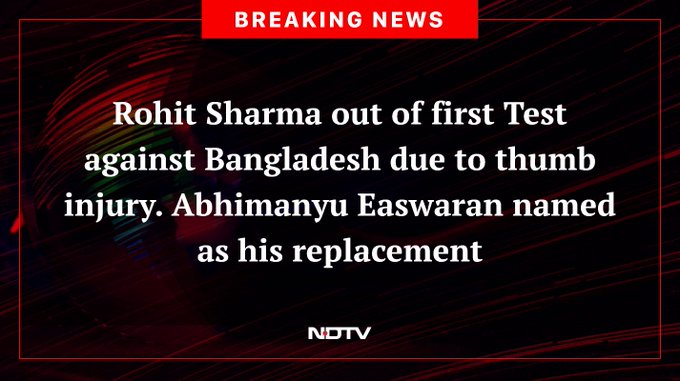 BREAKING NEWS
Rohit Sharma out of first Test
against Bangladesh due to thumb
injury. Abhimanyu Easwaran named
as his replacement
NDTV